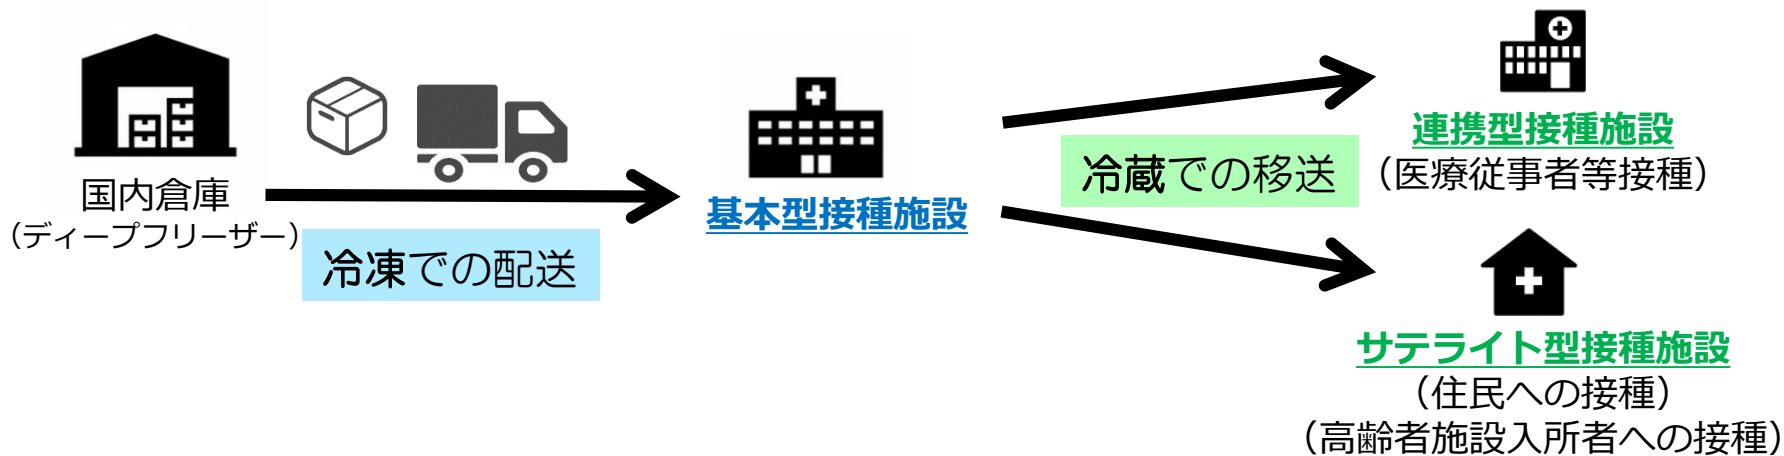 国内倉庫
（ディープフリーザー）
冷凍での配送
基本型接種施設
冷蔵での移送
連携型接種施設
（医療従事者等接種）
サテライト型接種施設
（住民への接種）
（高齢者施設入所者への接種）